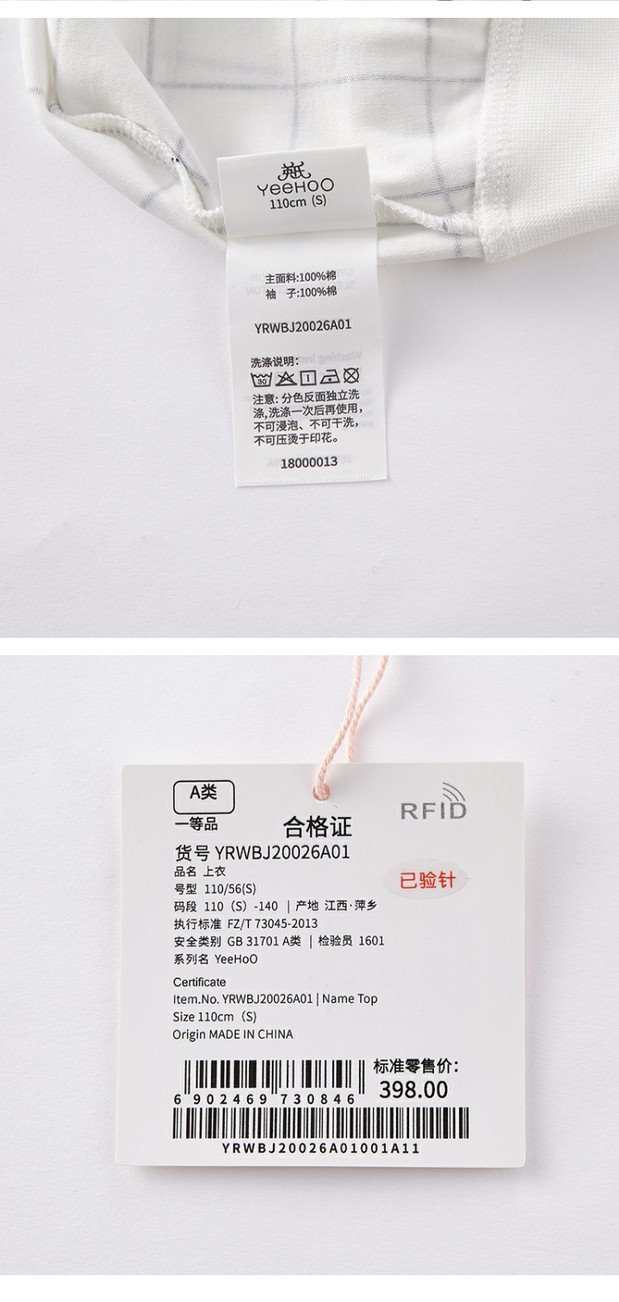 YeeHoO
110cm (S)
主面料:100%棉
袖 子:100%棉
YRWBJ20026A01
洗涤说明：
30
注意: 分色反面独立洗
涤,洗涤一次后再使用，
不可浸泡、不可干洗，
不可压烫于印花。
18000013
A类
一等品
合格证
RFID
货号 YRWBJ20026A01
品名 上衣
已验针
号型 110/56(S)
码段 110（S）-140 | 产地 江西·萍乡
执行标准 FZ/T 73045-2013
安全类别 GB 31701 A类 | 检验员 1601
系列名 YeeHoO
Certificate
Item.No. YRWBJ20026A01 | Name Top
Size 110cm（S)
Origin MADE IN CHINA
标准零售价：
398.00
6 902469 730846
YRWBJ20026A01001A11